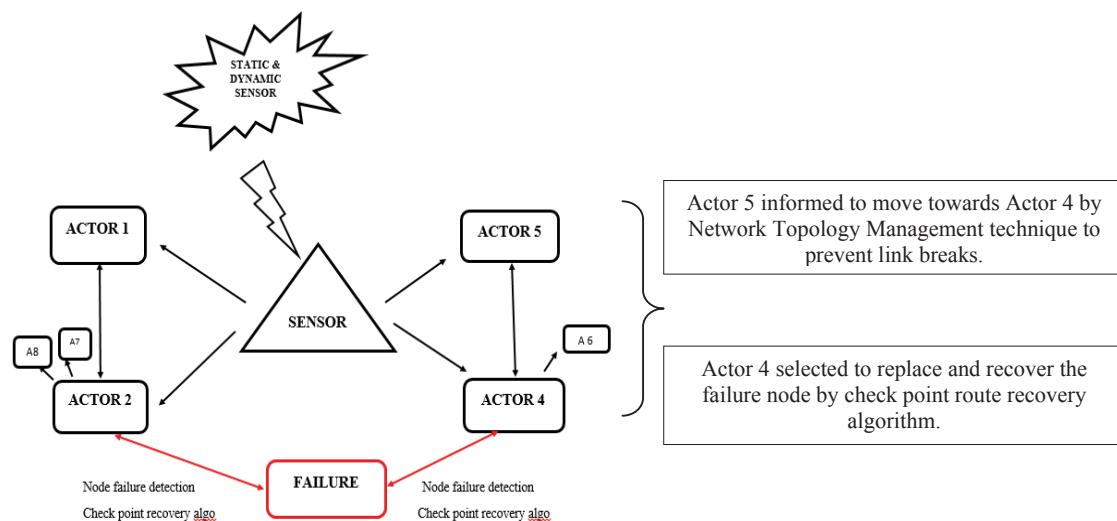 STATIC &
DYNAMIC
SENSOR
ACTOR 1
ACTOR 5
Actor 5 informed to move towards Actor 4 by
Network Topology Management technique to
prevent link breaks.
SENSOR
A8
A7
A 6
ACTOR 2
ACTOR 4
Actor 4 selected to replace and recover the
failure node by check point route recovery
algorithm.
FAILURE
Node failure detection
Check point recovery algo
Node failure detection
Check point recovery algo